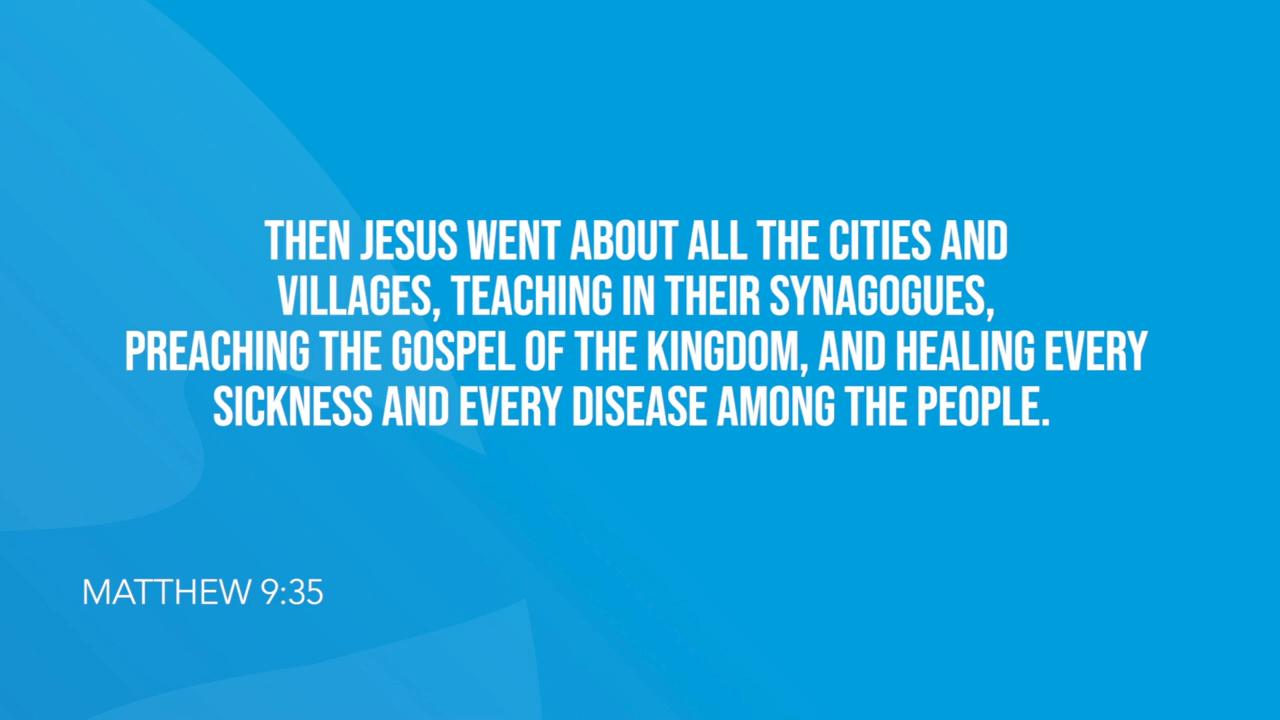 THEN JESUS WENT ABOUT ALL THE CITIES AND
VILLAGES, TEACHING IN THEIR SYNAGOGUES,
PREACHING THE GOSPEL OF THE KINGDOM, AND HEALING EVERY
SICKNESS AND EVERY DISEASE AMONG THE PEOPLE.
MATTHEW 9:35